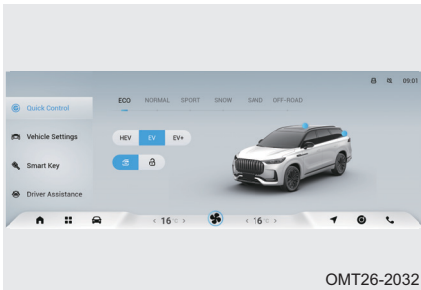 09:01
ECO NORMAL SPORT SNOW SAND OFF-ROAD
Quick Control
HEV EV EV+
Vehicle Settings
Smart Key
Driver Assistance
< 16 °C > < 16 °C >
OMT26-2032